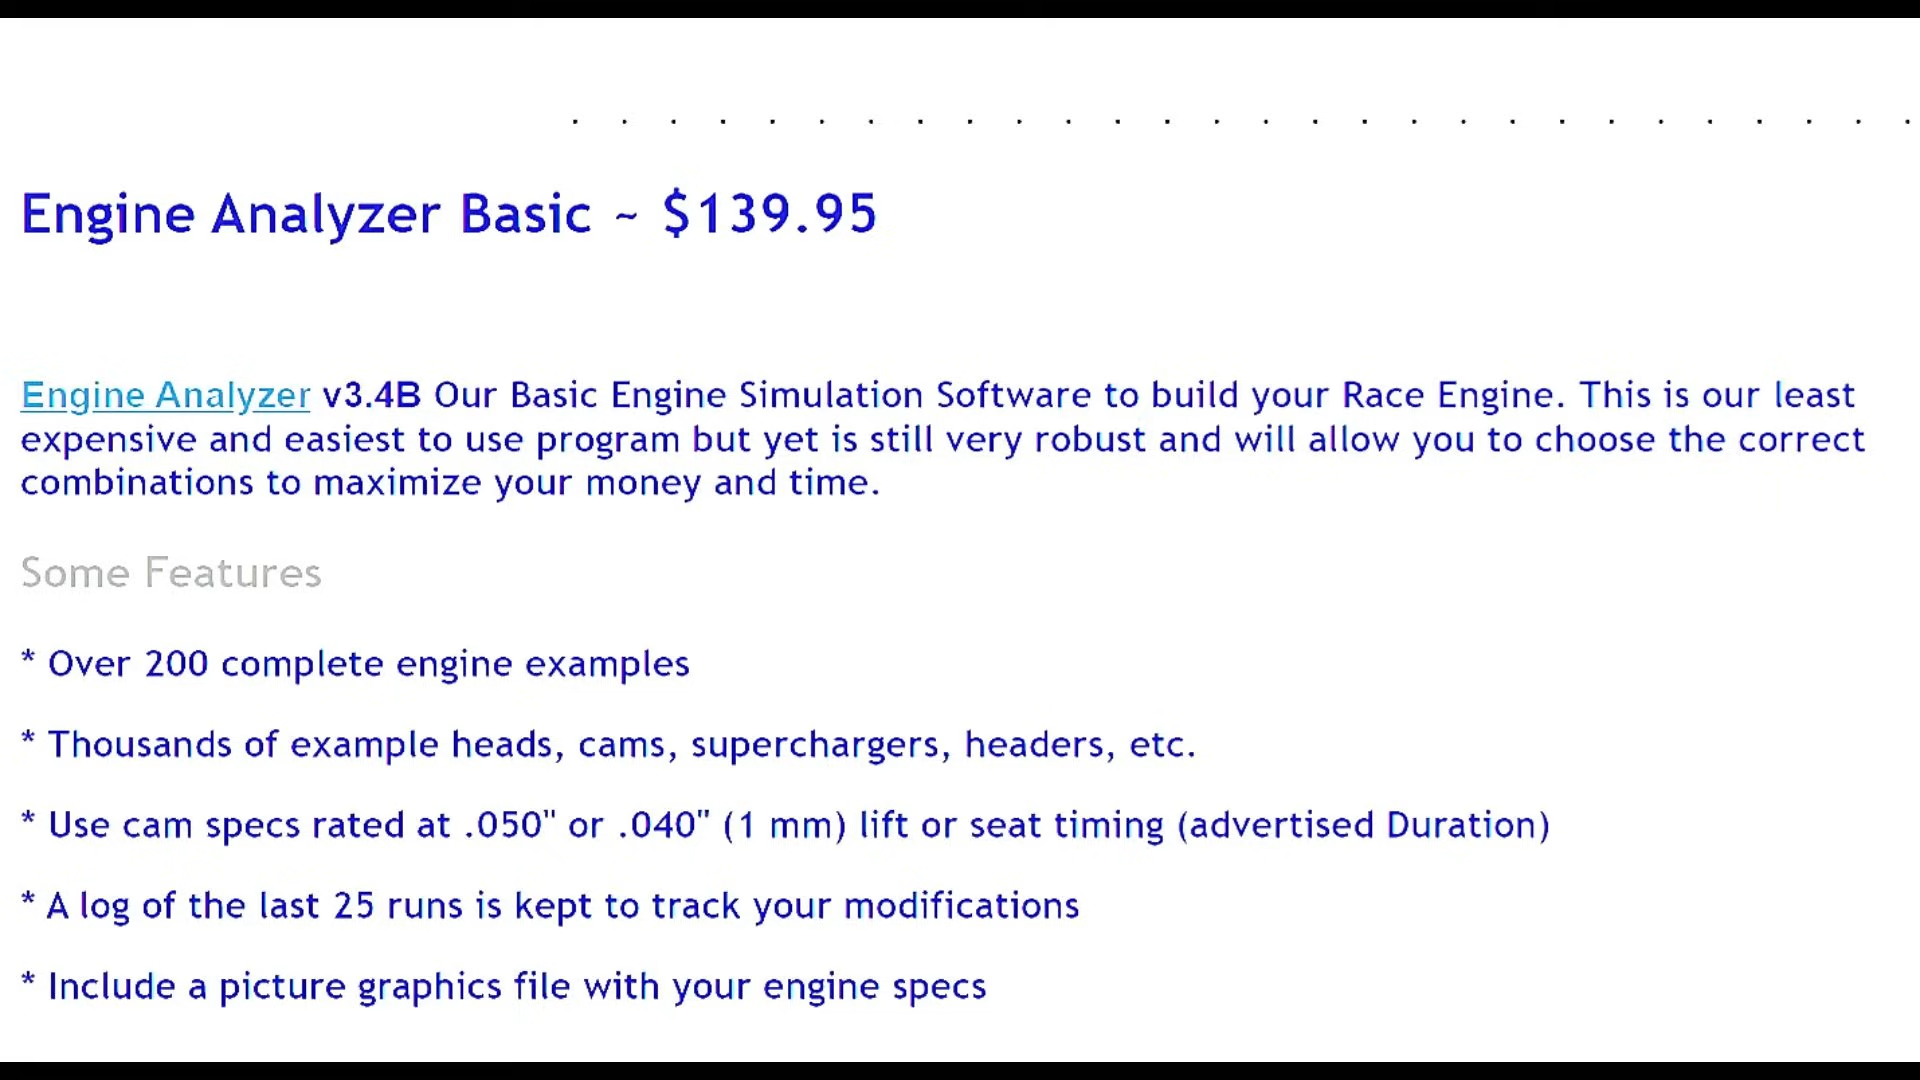 . . . . . . . . . . . . . . . . . . . . . . . . . . . .
Engine Analyzer Basic ~ $139.95
Engine Analyzer v3.4B Our Basic Engine Simulation Software to build your Race Engine. This is our least
expensive and easiest to use program but yet is still very robust and will allow you to choose the correct
combinations to maximize your money and time.
Some Features
* Over 200 complete engine examples
* Thousands of example heads, cams, superchargers, headers, etc.
* Use cam specs rated at .050" or .040" (1 mm) lift or seat timing (advertised Duration)
* A log of the last 25 runs is kept to track your modifications
* Include a picture graphics file with your engine specs